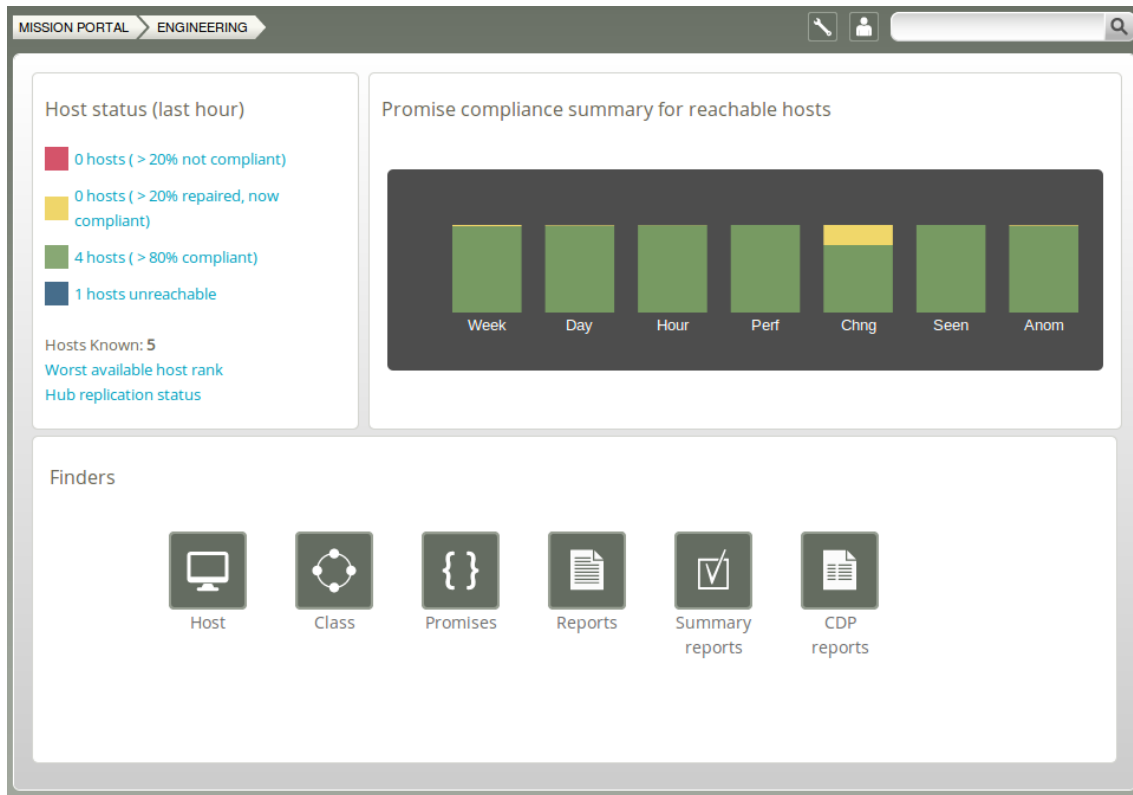 MISSION PORTAL
ENGINEERING
Host status (last hour)
0 hosts ( > 20% not compliant)
0 hosts ( > 20% repaired, now
compliant)
4 hosts ( > 80% compliant)
1 hosts unreachable
Hosts Known: 5
Worst available host rank
Hub replication status
Promise compliance summary for reachable hosts
Week Day Hour Perf Chng Seen Anom
Finders
Host Class Promises Reports Summary reports CDP reports